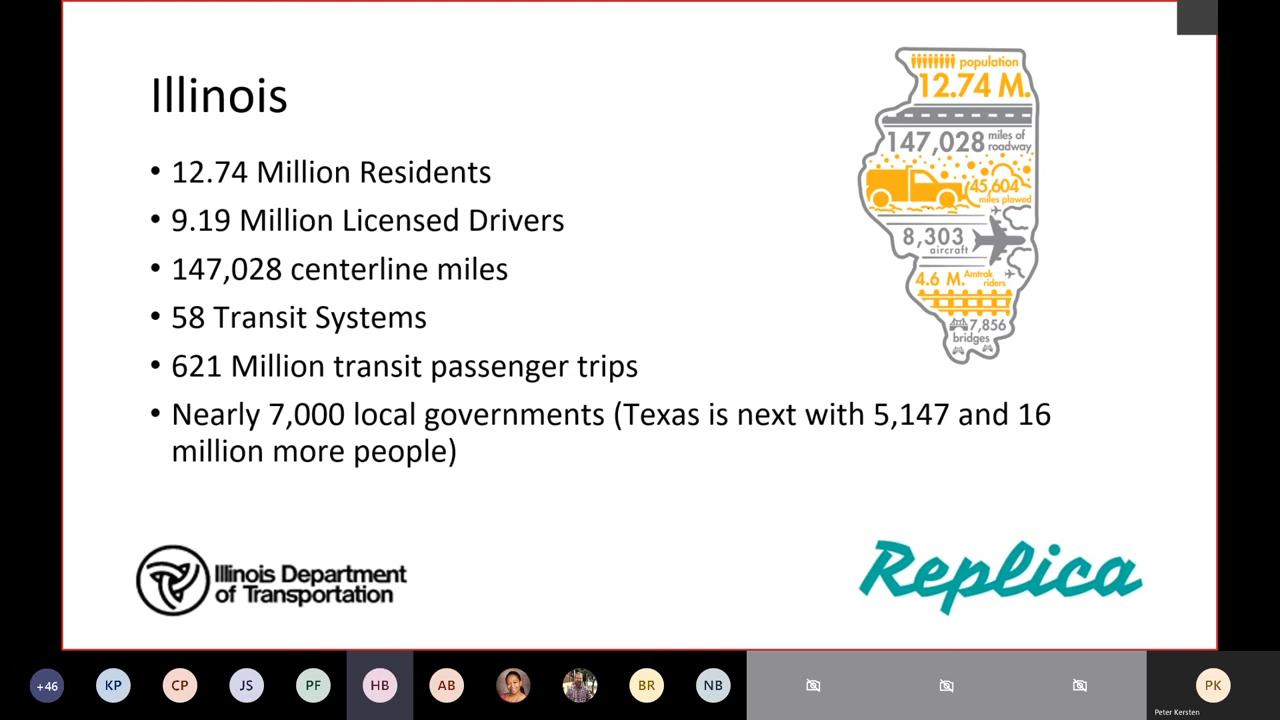 Illinois
• 12.74 Million Residents
• 9.19 Million Licensed Drivers
• 147,028 centerline miles
• 58 Transit Systems
• 621 Million transit passenger trips
• Nearly 7,000 local governments (Texas is next with 5,147 and 16
million more people)
population
12.74 M.
147,028 miles of
roadway
45,604
miles plowed
8,303
aircraft
4.6 M. Amtrak
riders
7,856
bridges
Illinois Department
of Transportation
Replica
+46 KP CP JS PF HB AB BR NB PK
Peter Kersten